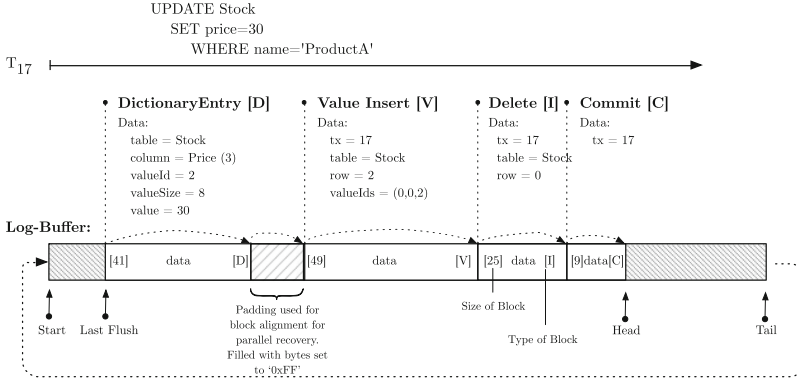 UPDATE Stock
SET price=30
WHERE name='ProductA'
T17
DictionaryEntry [D]
Data:
table = Stock
column = Price (3)
valueId = 2
valueSize = 8
value = 30
Value Insert [V]
Data:
tx = 17
table = Stock
row = 2
valueIds = (0,0,2)
Delete [I]
Data:
tx = 17
table = Stock
row = 0
Commit [C]
Data:
tx = 17
Log-Buffer:
[41] data [D]
[49] data [V]
[25] data [I]
[9]data[C]
Start
Last Flush
Padding used for
block alignment for
parallel recovery.
Filled with bytes set
to ‘0xFF’
Size of Block
Type of Block
Head
Tail